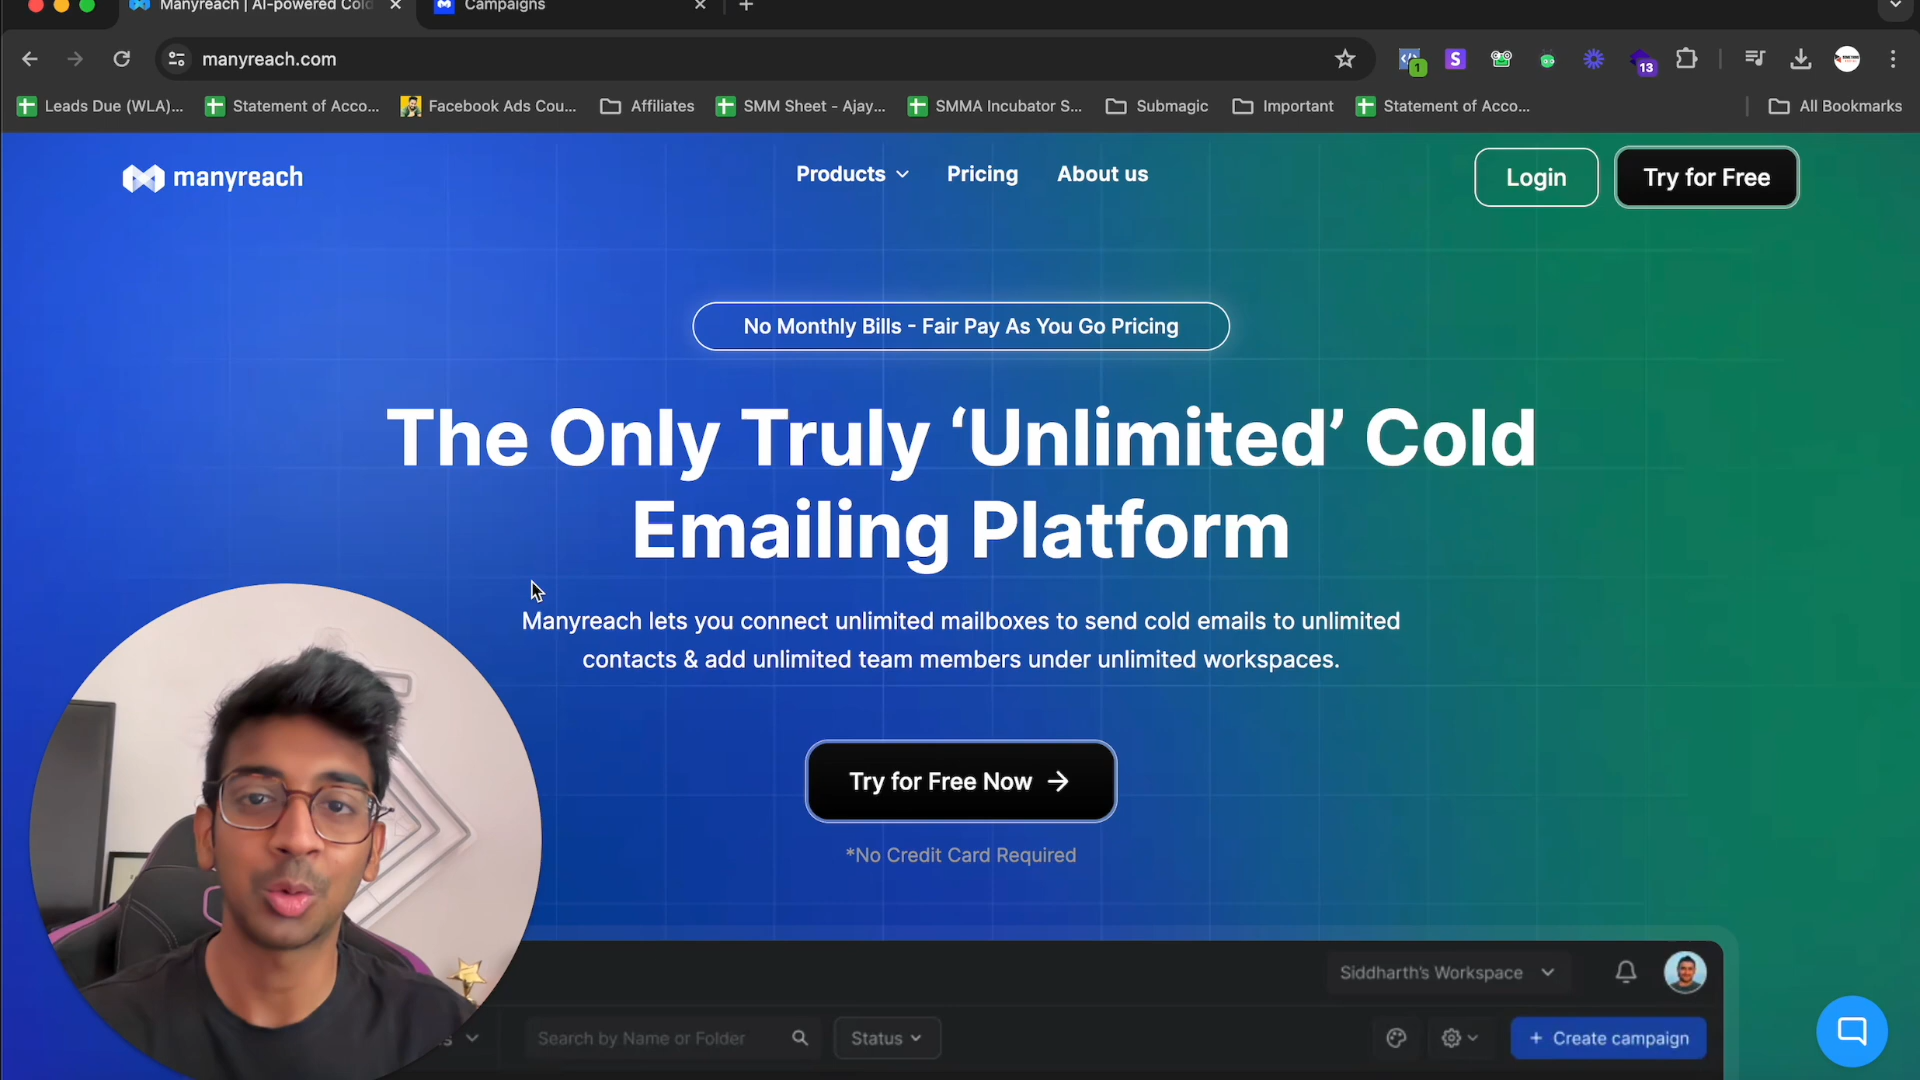 Manyreach | AI-powered Cold
Campaigns
manyreach.com
1
S
13
Leads Due (WLA)...
Statement of Acco...
Facebook Ads Cou...
Affiliates
SMM Sheet - Ajay...
SMMA Incubator S...
Submagic
Important
Statement of Acco...
All Bookmarks
manyreach
Products
Pricing
About us
Login
Try for Free
No Monthly Bills - Fair Pay As You Go Pricing
The Only Truly ‘Unlimited’ Cold
Emailing Platform
Manyreach lets you connect unlimited mailboxes to send cold emails to unlimited
contacts & add unlimited team members under unlimited workspaces.
Try for Free Now
*No Credit Card Required
Siddharth's Workspace
Search by Name or Folder
Status
+ Create campaign